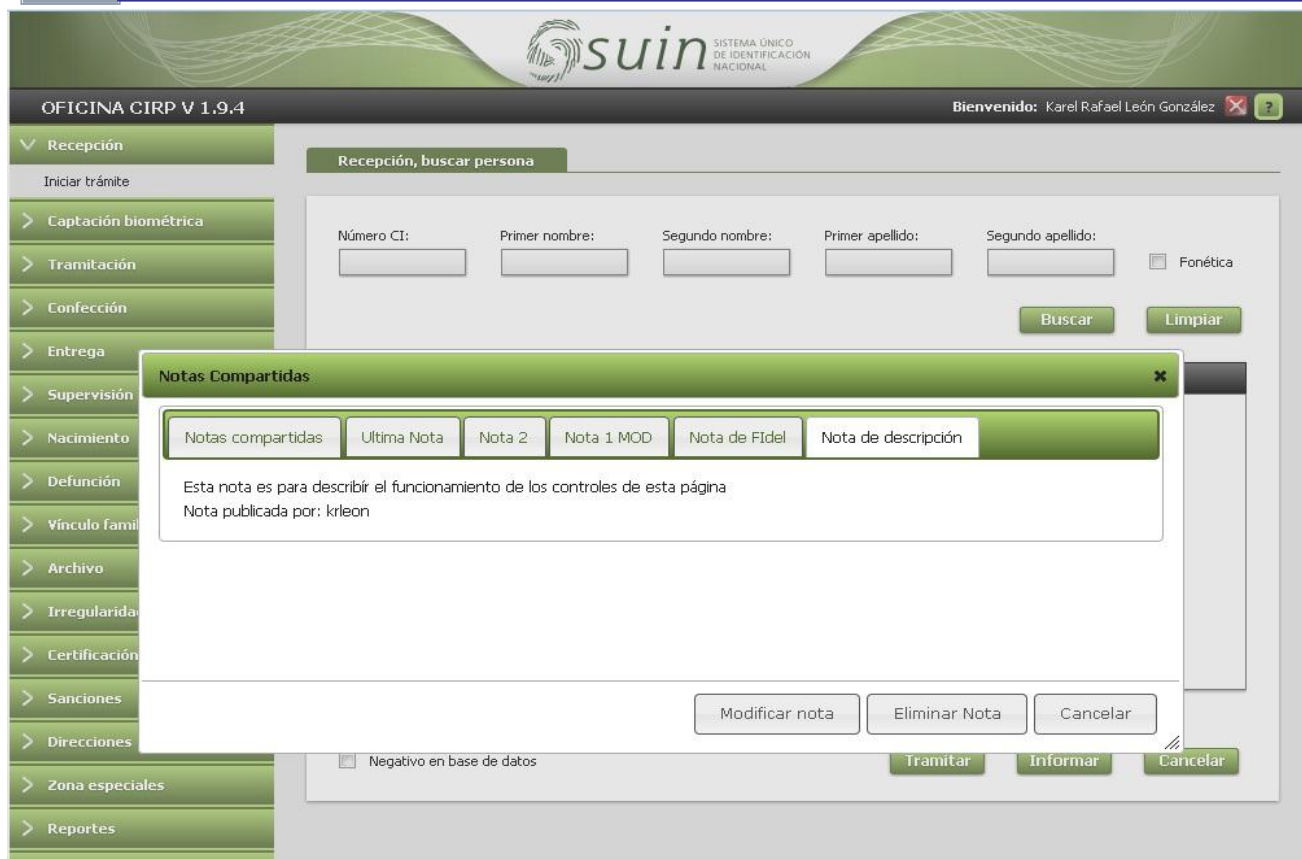 suin SISTEMA ÚNICO
DE IDENTIFICACIÓN
NACIONAL
OFICINA CIRP V 1.9.4
Bienvenido: Karel Rafael León González
?
Recepción
Iniciar trámite
Captación biométrica
Tramitación
Confección
Entrega
Supervisión
Nacimiento
Defunción
Vínculo famil
Archivo
Irregularida
Certificación
Sanciones
Direcciones
Zona especiales
Reportes
Recepción, buscar persona
Número CI: Primer nombre: Segundo nombre: Primer apellido: Segundo apellido:
Fonética
Buscar Limpiar
Notas Compartidas
Notas compartidas Ultima Nota Nota 2 Nota 1 MOD Nota de FIdel Nota de descripción
Esta nota es para describír el funcionamiento de los controles de esta página
Nota publicada por: krleon
Modificar nota Eliminar Nota Cancelar
Negativo en base de datos Tramitar Informar Cancelar